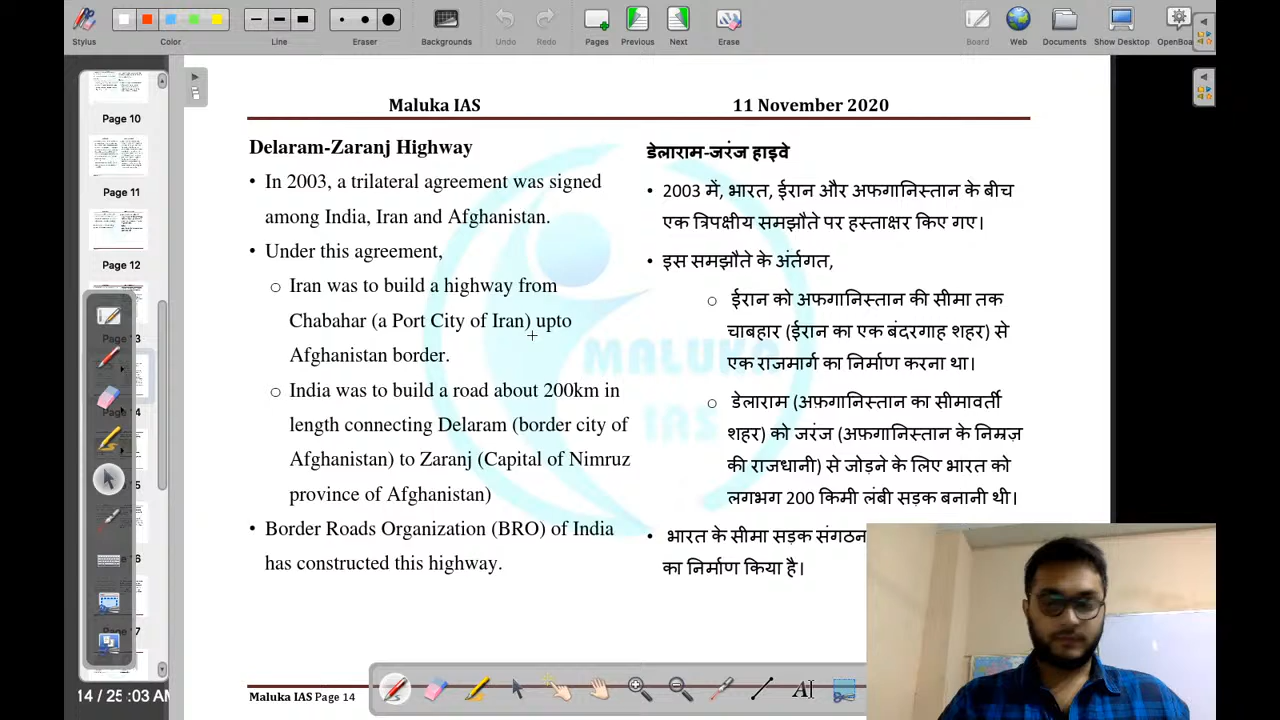 Stylus
Color
Line
Eraser
Backgrounds
Undo
Redo
Pages
Previous
Next
Erase
Board
Web
Documents
Show Desktop
OpenBoa
Page 10
Page 11
Page 12
14 / 25
:03 AM
Maluka IAS
11 November 2020
Delaram-Zaranj Highway
• In 2003, a trilateral agreement was signed
among India, Iran and Afghanistan.
• Under this agreement,
o Iran was to build a highway from
Chabahar (a Port City of Iran) upto
Afghanistan border.
o India was to build a road about 200km in
length connecting Delaram (border city of
Afghanistan) to Zaranj (Capital of Nimruz
province of Afghanistan)
• Border Roads Organization (BRO) of India
has constructed this highway.
डेलाराम-जरंज हाइवे
• 2003 में, भारत, ईरान और अफगानिस्तान के बीच
एक त्रिपक्षीय समझौते पर हस्ताक्षर किए गए।
• इस समझौते के अंर्तगत,
o ईरान को अफगानिस्तान की सीमा तक
चाबहार (ईरान का एक बंदरगाह शहर) से
एक राजमार्ग का निर्माण करना था।
o डेलाराम (अफ़गानिस्तान का सीमावर्ती
शहर) को जरंज (अफ़गानिस्तान के निम्रज़
की राजधानी) से जोड़ने के लिए भारत को
लगभग 200 किमी लंबी सड़क बनानी थी।
• भारत के सीमा सड़क संगठन
का निर्माण किया है।
MALUKA
IAS
Maluka IAS Page 14